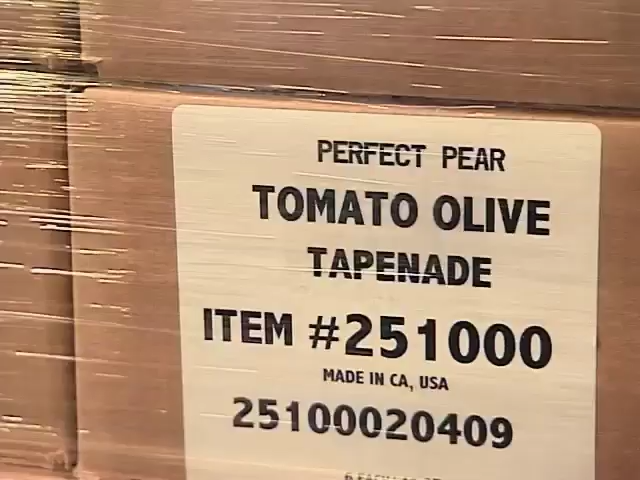 PERFECT PEAR
TOMATO OLIVE
TAPENADE
ITEM #251000
MADE IN CA, USA
25100020409